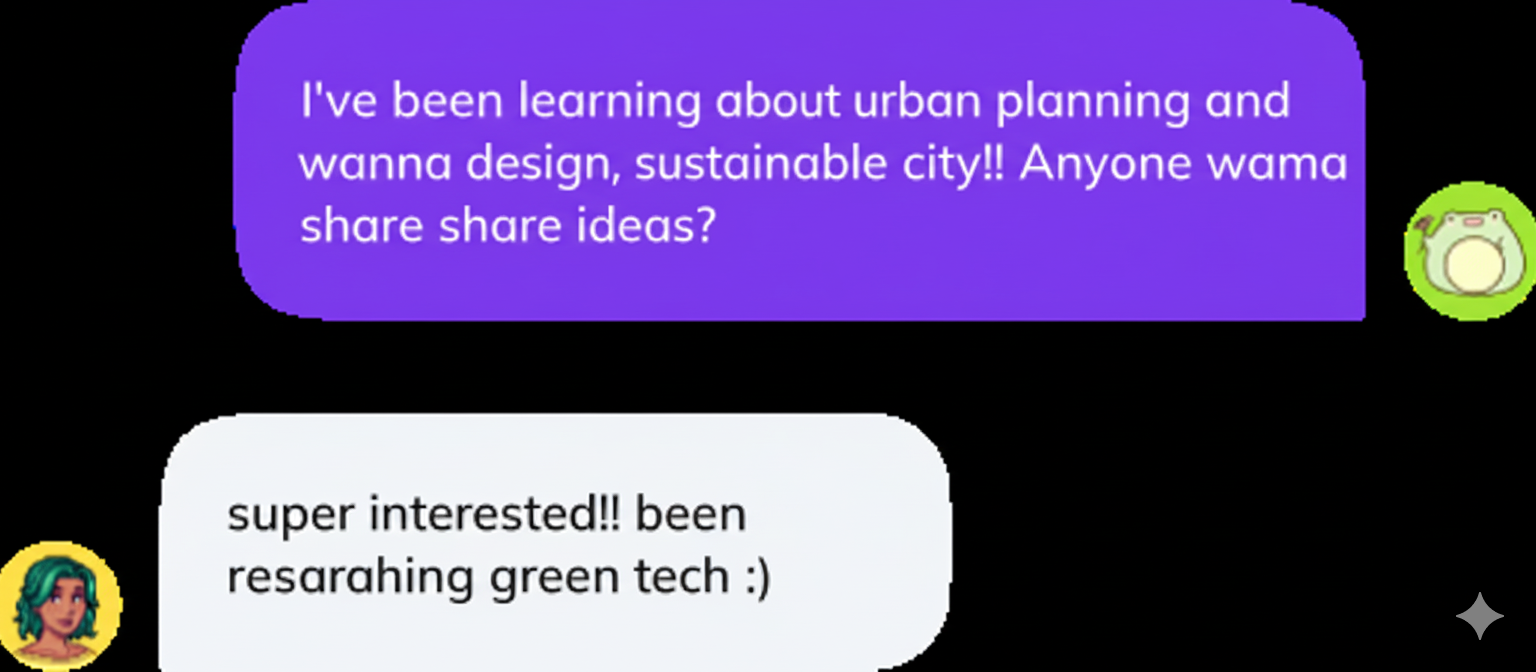 I've been learning about urban planning and
wanna design, sustainable city!! Anyone wama
share share ideas?
super interested!! been
resarahing green tech :)